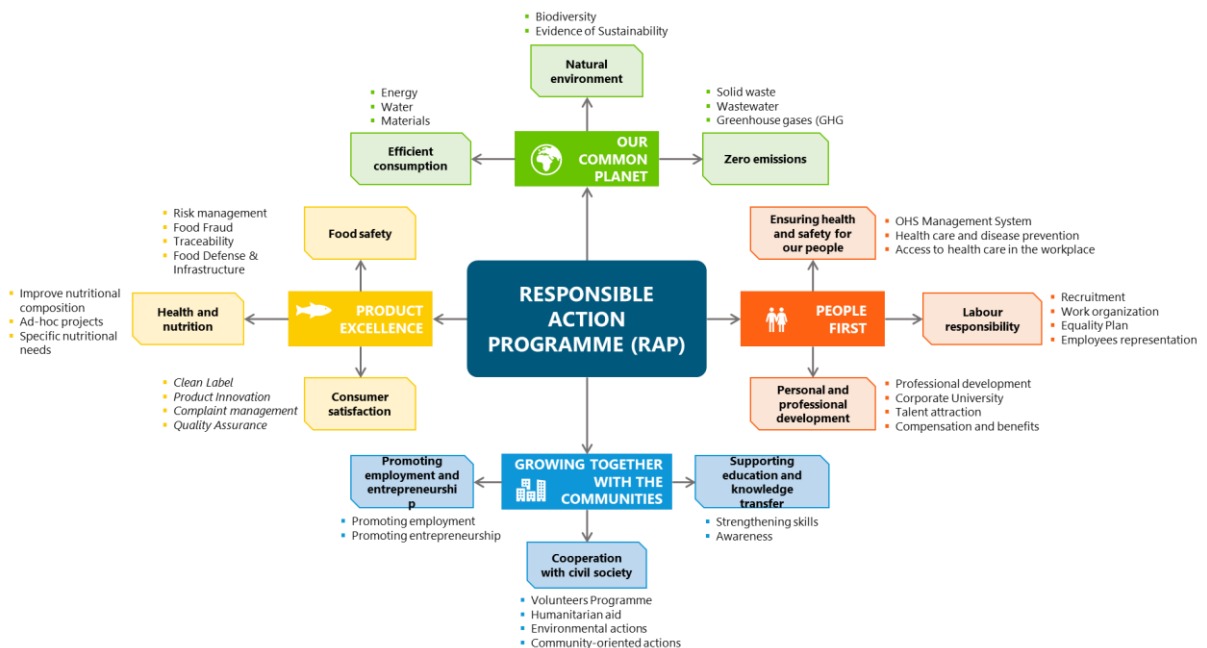 Biodiversity
Evidence of Sustainability
Natural
environment
Energy
Water
Materials
Solid waste
Wastewater
Greenhouse gases (GHG
Efficient
consumption
OUR
COMMON
PLANET
Zero emissions
Risk management
Food Fraud
Traceability
Food Defense &
Infrastructure
Food safety
Ensuring health
and safety for
our people
OHS Management System
Health care and disease prevention
Access to health care in the workplace
Improve nutritional
composition
Ad-hoc projects
Specific nutritional
needs
Health and
nutrition
PRODUCT
EXCELLENCE
RESPONSIBLE
ACTION
PROGRAMME (RAP)
PEOPLE
FIRST
Labour
responsibility
Recruitment
Work organization
Equality Plan
Employees representation
Clean Label
Product Innovation
Complaint management
Quality Assurance
Consumer
satisfaction
Personal and
professional
development
Professional development
Corporate University
Talent attraction
Compensation and benefits
Promoting
employment and
entrepreneurshi
p
GROWING TOGETHER
WITH THE
COMMUNITIES
Supporting
education and
knowledge
transfer
Promoting employment
Promoting entrepreneurship
Strengthening skills
Awareness
Cooperation
with civil society
Volunteers Programme
Humanitarian aid
Environmental actions
Community-oriented actions